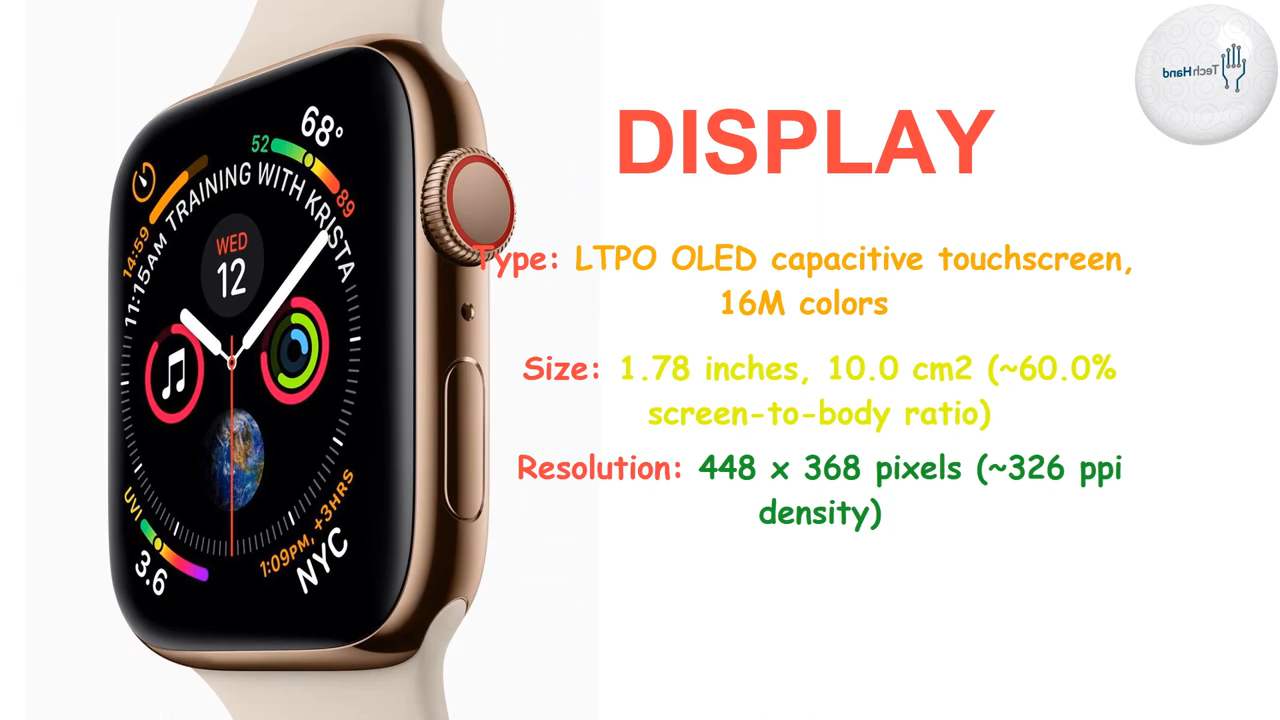 DISPLAY
Type: LTPO OLED capacitive touchscreen,
16M colors
Size: 1.78 inches, 10.0 cm2 (~60.0%
screen-to-body ratio)
Resolution: 448 x 368 pixels (~326 ppi
density)
TechHand
68°
52
89
TRAINING WITH KRISTA
14:59
11:15AM
WED
12
UVI
3.6
1:09PM, +3HRS
NYC